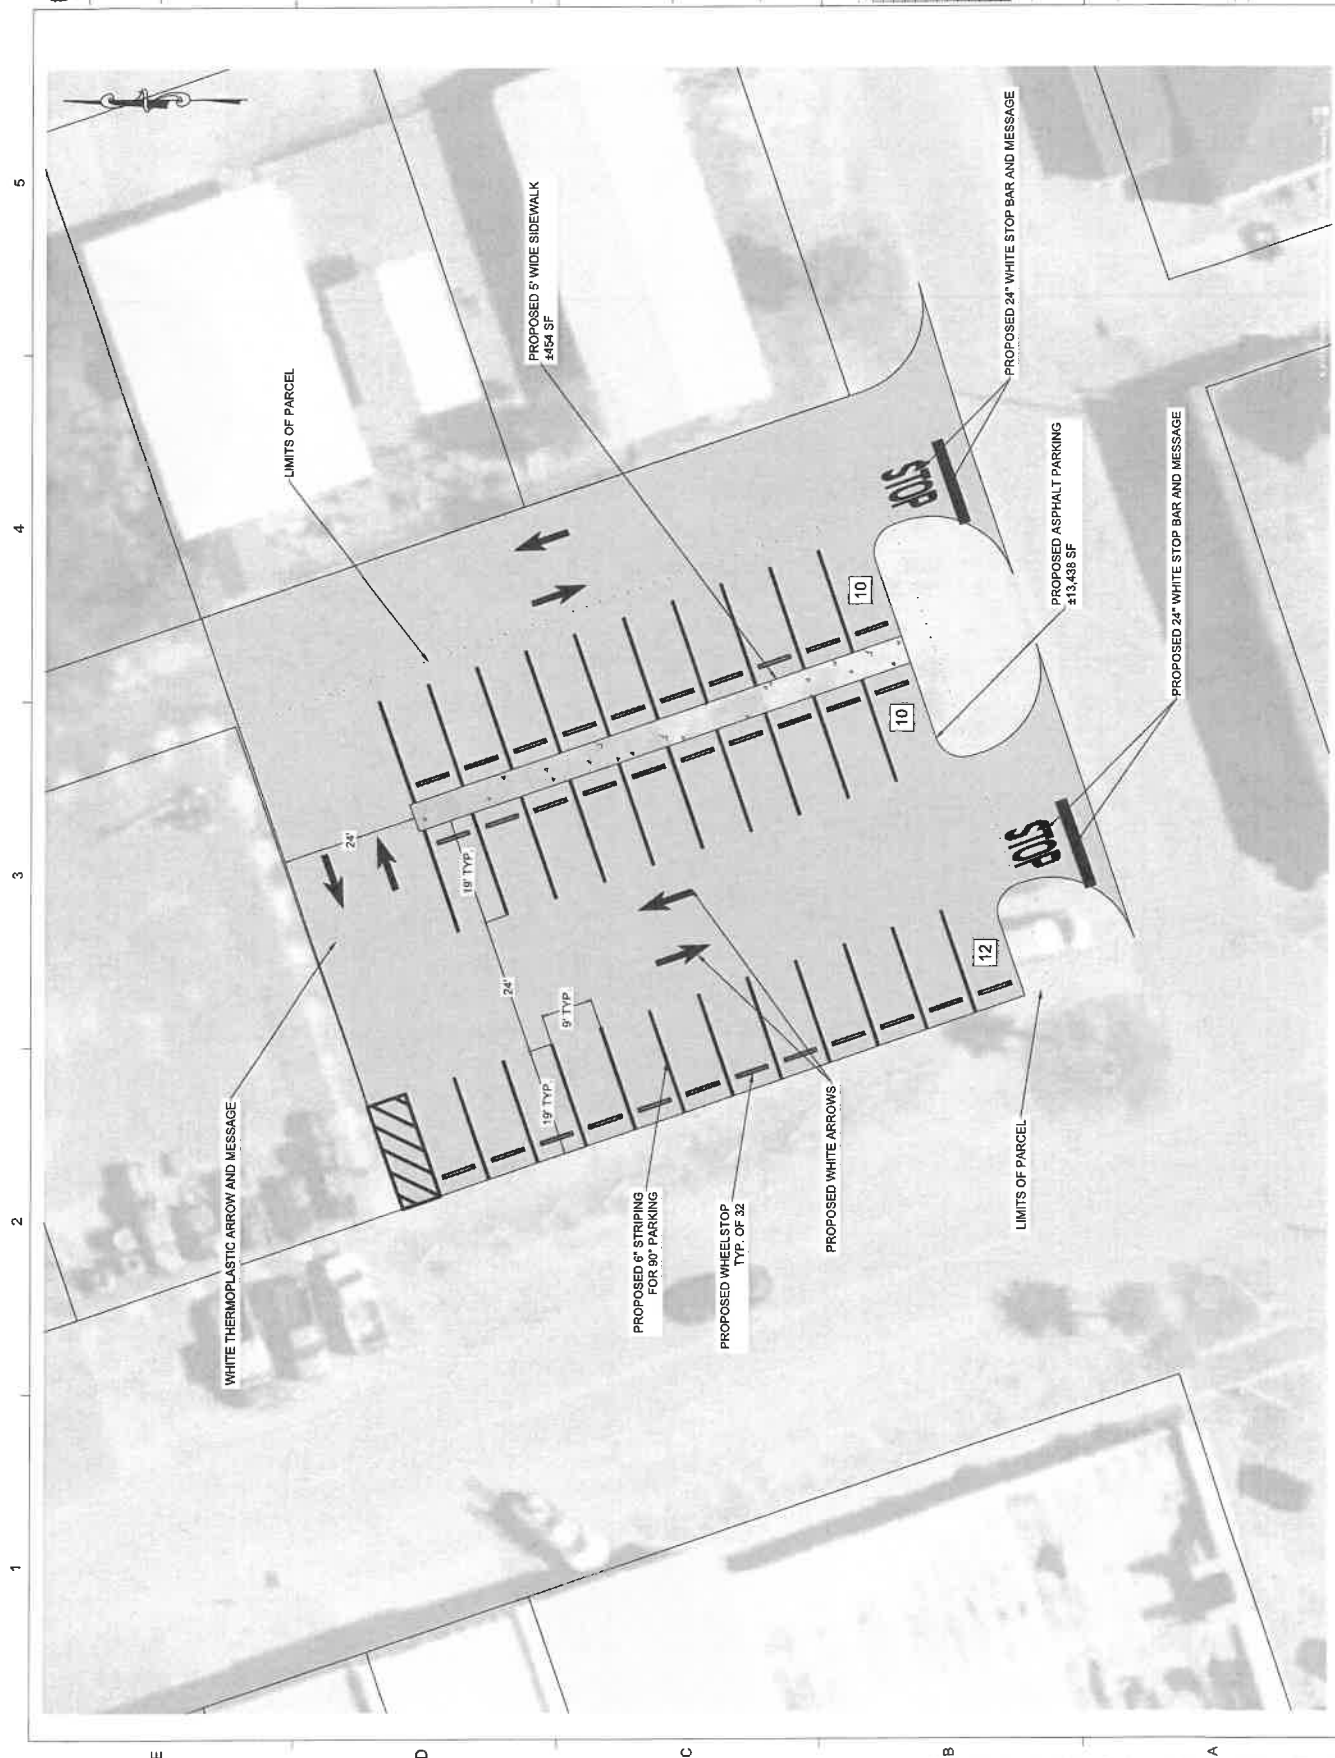 5
4
3
2
1
E
D
C
B
A
WHITE THERMOPLASTIC ARROW AND MESSAGE
LIMITS OF PARCEL
PROPOSED 5' WIDE SIDEWALK
±454 SF
PROPOSED 24" WHITE STOP BAR AND MESSAGE
PROPOSED ASPHALT PARKING
±13,438 SF
PROPOSED 24" WHITE STOP BAR AND MESSAGE
STOP
STOP
10
10
12
24'
19' TYP.
24'
9' TYP.
19' TYP.
PROPOSED 6" STRIPING
FOR 90° PARKING
PROPOSED WHEELSTOP
TYP. OF 32
PROPOSED WHITE ARROWS
LIMITS OF PARCEL